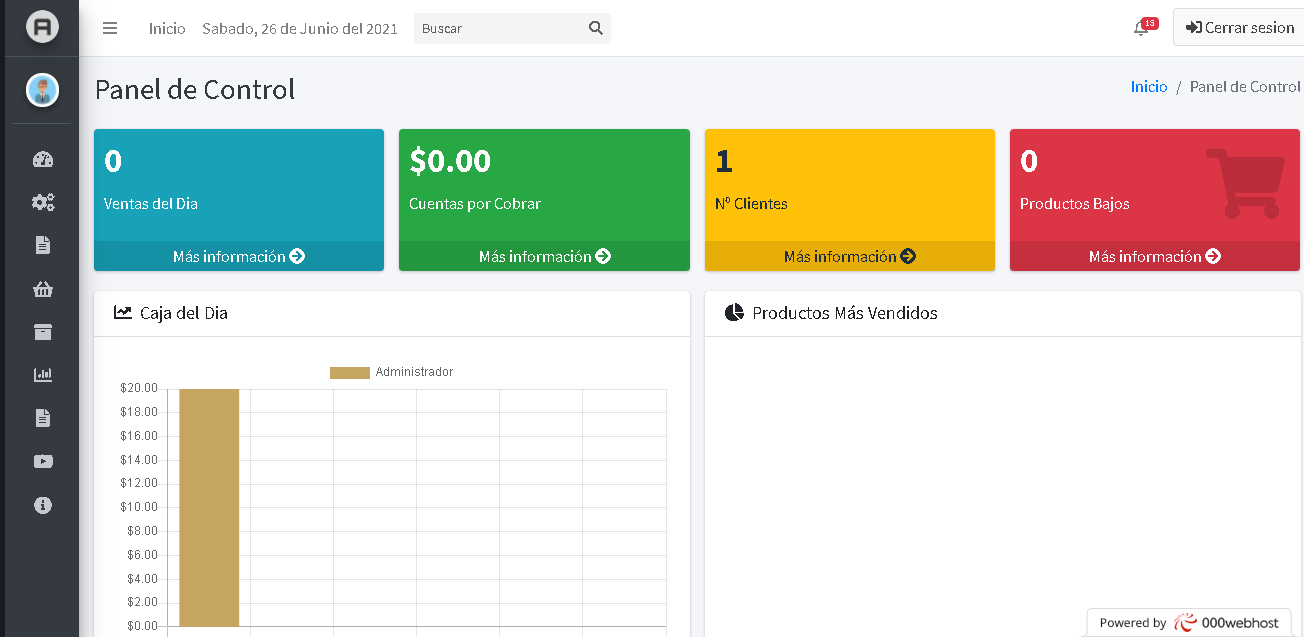 A
Inicio
Sabado, 26 de Junio del 2021
Buscar
15
Cerrar sesion
Panel de Control
Inicio / Panel de Control
0
Ventas del Dia
Más información
$0.00
Cuentas por Cobrar
Más información
1
Nº Clientes
Más información
0
Productos Bajos
Más información
Caja del Dia
Administrador
$20.00
$18.00
$16.00
$14.00
$12.00
$10.00
$8.00
$6.00
$4.00
$2.00
$0.00
Productos Más Vendidos
Powered by 000webhost